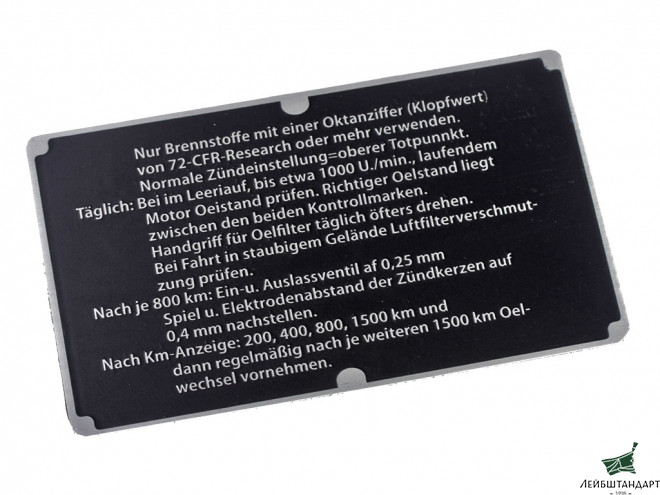 Nur Brennstoffe mit einer Oktanziffer (Klopfwert)
von 72-CFR-Research oder mehr verwenden.
Normale Zündeinstellung=oberer Totpunnkt.
Täglich: Bei im Leeriauf, bis etwa 1000 U./min., laufendem
Motor Oeistand prüfen. Richtiger Oelstand liegt
zwischen den beiden Kontrollmarken.
Handgriff für Oelfilter täglich öfters drehen.
Bei Fahrt in staubigem Gelände Luftfilterverschmut-
zung prüfen.
Nach je 800 km: Ein-u. Auslassventil af 0,25 mm
Spiel u. Elektrodenabstand der Zündkerzen auf
0,4 mm nachstellen.
Nach Km-Anzeige: 200, 400, 800, 1500 km und
dann regelmäßig nach je weiteren 1500 km Oel-
wechsel vornehmen.
ЛЕЙБШТАНДАРТ
1998